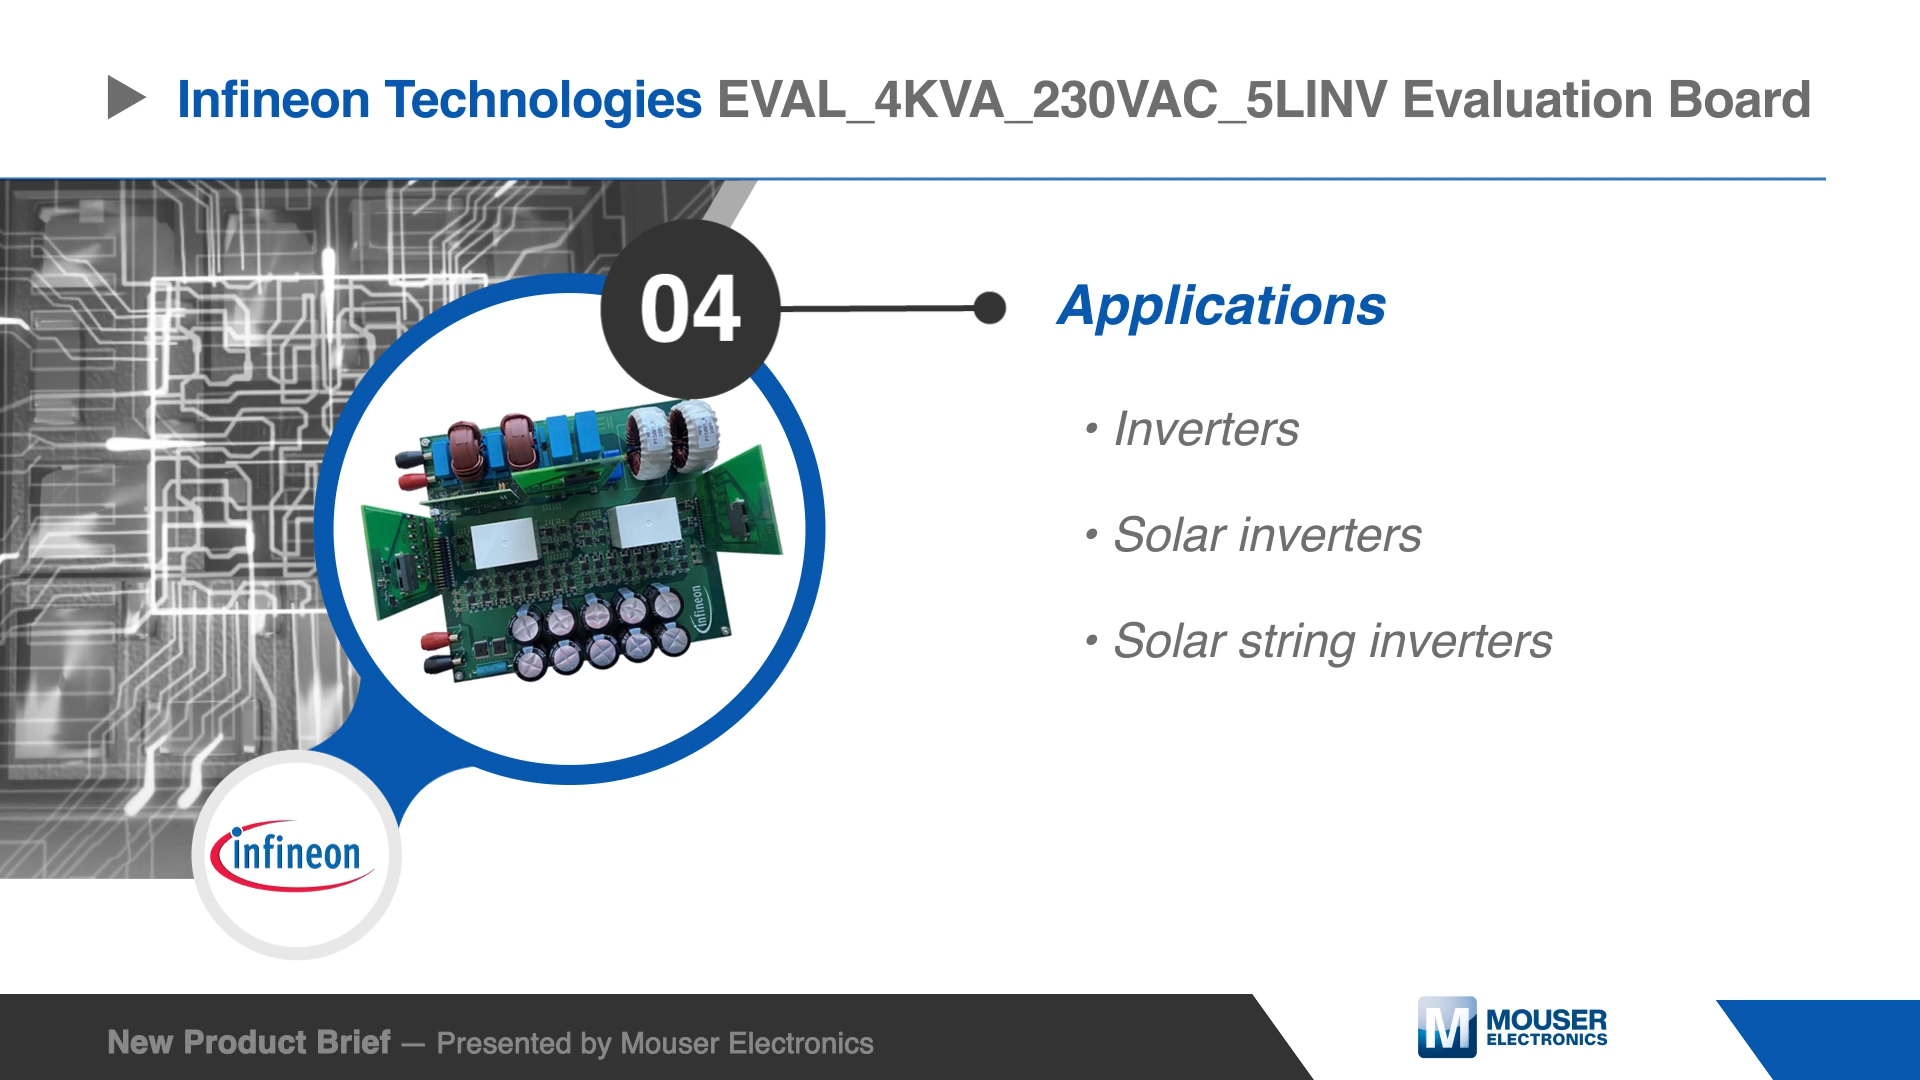 Infineon Technologies EVAL_4KVA_230VAC_5LINV Evaluation Board
04
Applications
• Inverters
• Solar inverters
• Solar string inverters
infineon
infineon
New Product Brief — Presented by Mouser Electronics
M MOUSER
ELECTRONICS